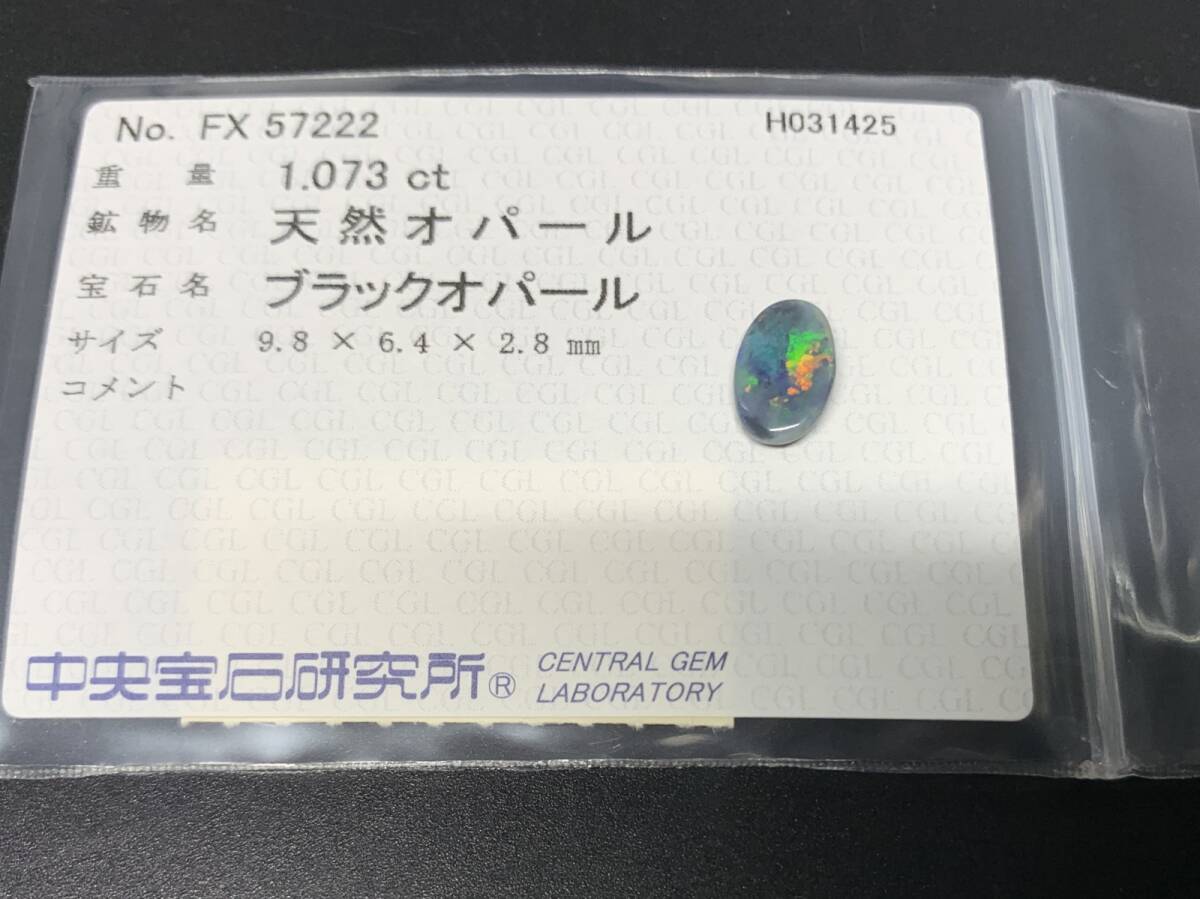 No. FX 57222 H031425
重量 1.073 ct
鉱物名 天然オパール
宝石名 ブラックオパール
サイズ 9.8 × 6.4 × 2.8 mm
コメント
中央宝石研究所® CENTRAL GEM
LABORATORY